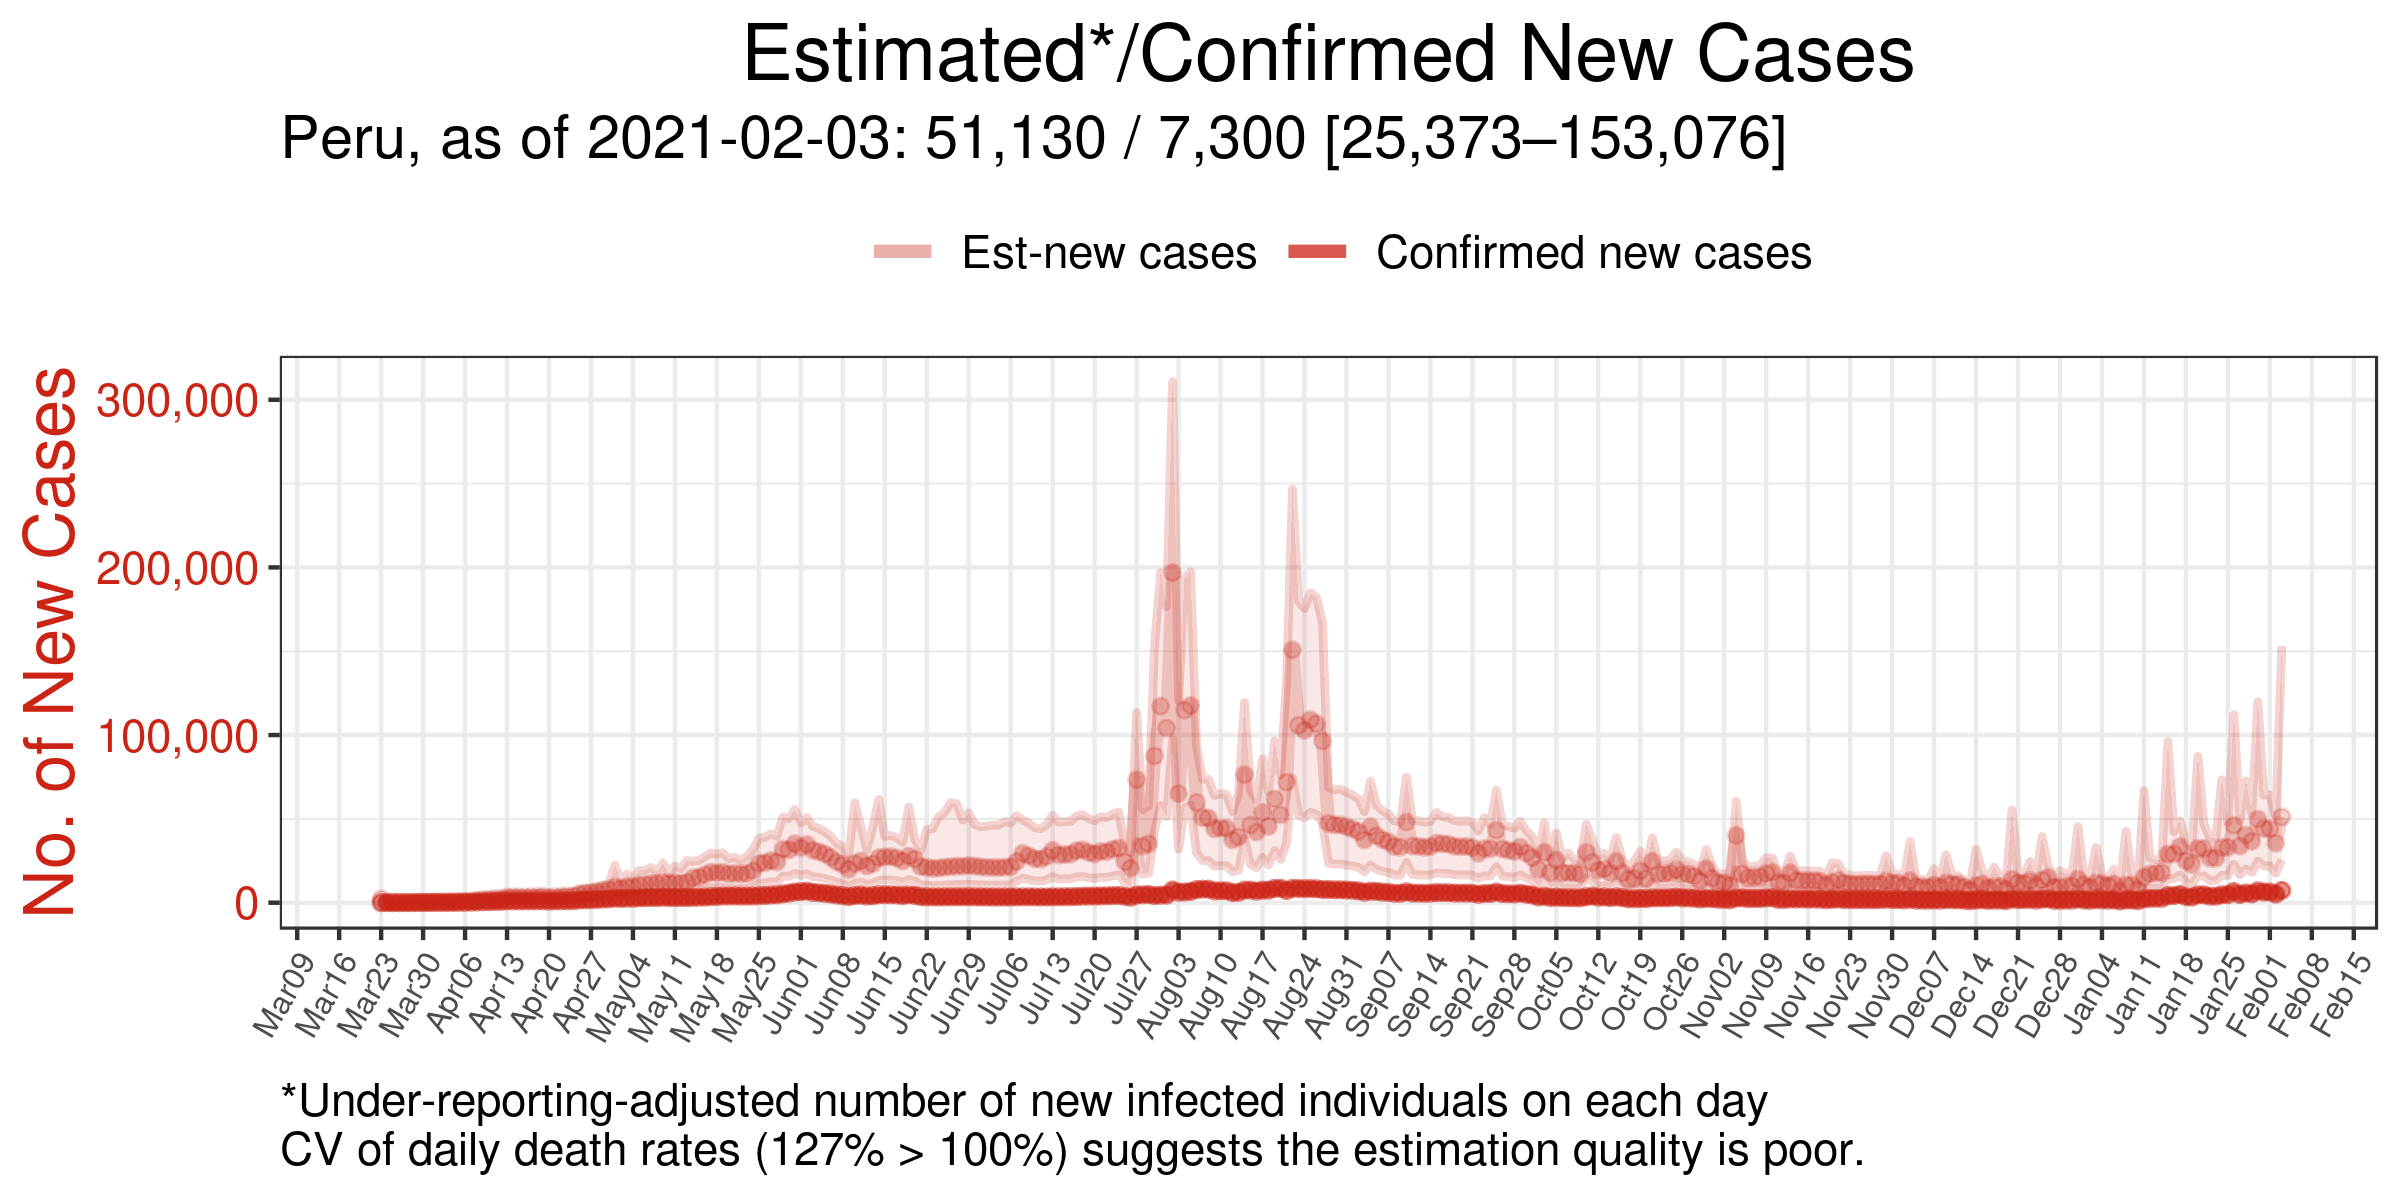 Estimated*/Confirmed New Cases
Peru, as of 2021-02-03: 51,130 / 7,300 [25,373–153,076]
Est-new cases Confirmed new cases
No. of New Cases
300,000
200,000
100,000
0
Mar09 Mar16 Mar23 Mar30 Apr06 Apr13 Apr20 Apr27 May04 May11 May18 May25 Jun01 Jun08 Jun15 Jun22 Jun29 Jul06 Jul13 Jul20 Jul27 Aug03 Aug10 Aug17 Aug24 Aug31 Sep07 Sep14 Sep21 Sep28 Oct05 Oct12 Oct19 Oct26 Nov02 Nov09 Nov16 Nov23 Nov30 Dec07 Dec14 Dec21 Dec28 Jan04 Jan11 Jan18 Jan25 Feb01 Feb08 Feb15
*Under-reporting-adjusted number of new infected individuals on each day
CV of daily death rates (127% > 100%) suggests the estimation quality is poor.